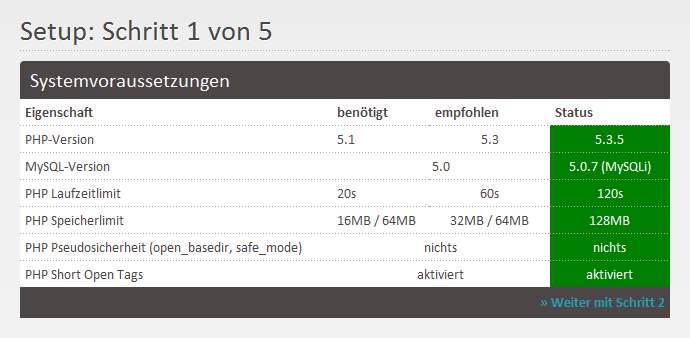 Setup: Schritt 1 von 5
Systemvoraussetzungen
Eigenschaft benötigt empfohlen Status
PHP-Version 5.1 5.3 5.3.5
MySQL-Version 5.0 5.0.7 (MySQLi)
PHP Laufzeitlimit 20s 60s 120s
PHP Speicherlimit 16MB / 64MB 32MB / 64MB 128MB
PHP Pseudosicherheit (open_basedir, safe_mode) nichts nichts
PHP Short Open Tags aktiviert aktiviert
» Weiter mit Schritt 2